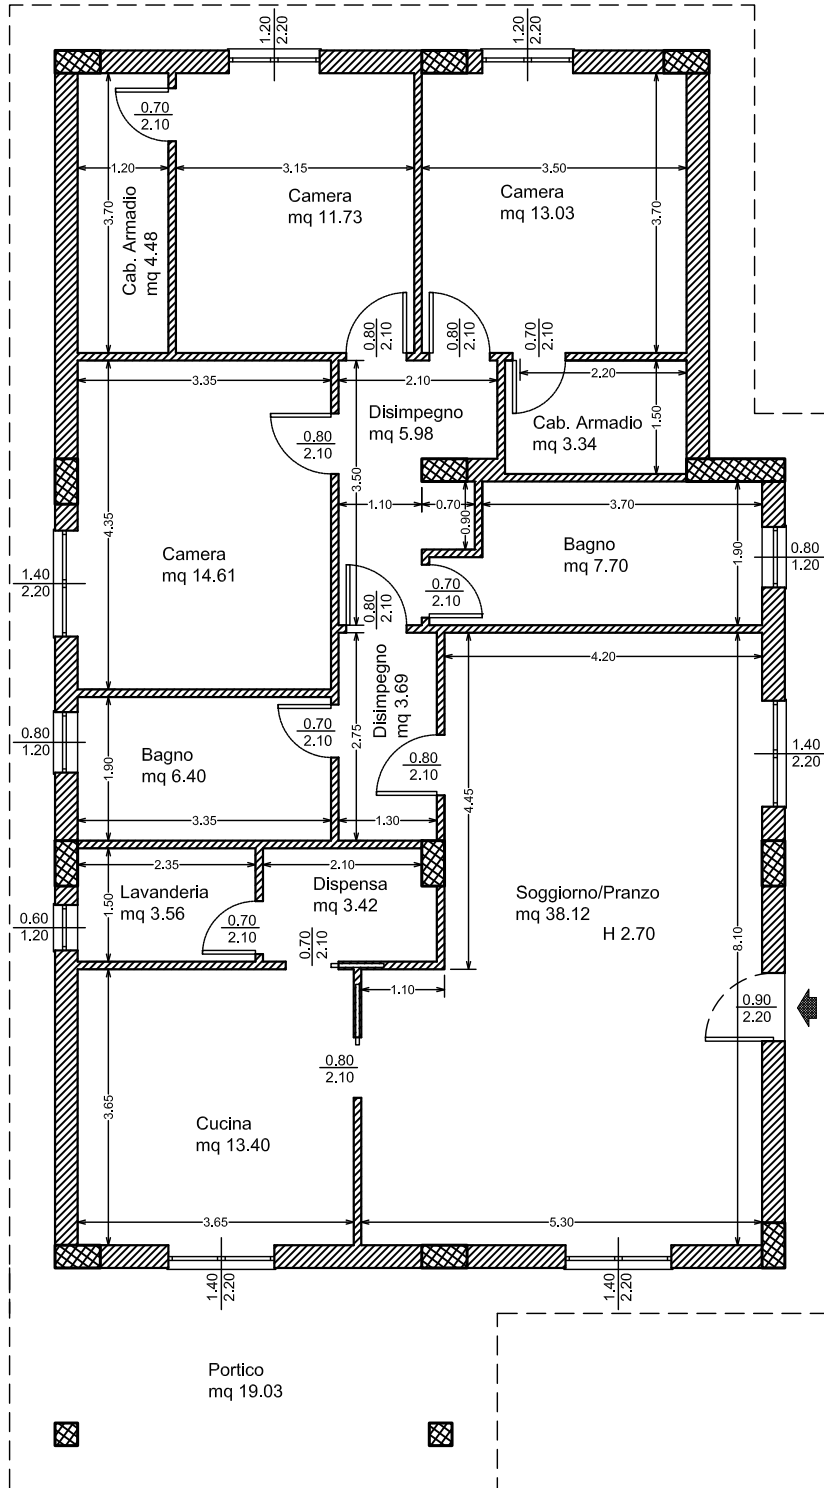 1.20
2.20
1.20
2.20
0.70
2.10
1.20
3.15
3.50
3.70
3.70
Cab. Armadio
mq 4.48
Camera
mq 11.73
Camera
mq 13.03
0.80
2.10
0.80
2.10
0.70
2.10
3.35
2.10
2.20
Disimpegno
mq 5.98
Cab. Armadio
mq 3.34
1.50
0.80
2.10
3.50
1.10
0.70
0.90
3.70
4.35
Camera
mq 14.61
Bagno
mq 7.70
1.90
0.80
1.20
1.40
2.20
0.80
2.10
0.70
2.10
4.20
Disimpegno
mq 3.69
2.75
0.70
2.10
0.80
1.20
1.90
Bagno
mq 6.40
0.80
2.10
1.40
2.20
4.45
3.35
1.30
2.35
2.10
1.50
Lavanderia
mq 3.56
Dispensa
mq 3.42
0.60
1.20
0.70
2.10
0.70
2.10
Soggiorno/Pranzo
mq 38.12
H 2.70
8.10
1.10
0.90
2.20
0.80
2.10
3.65
Cucina
mq 13.40
3.65
5.30
1.40
2.20
1.40
2.20
Portico
mq 19.03